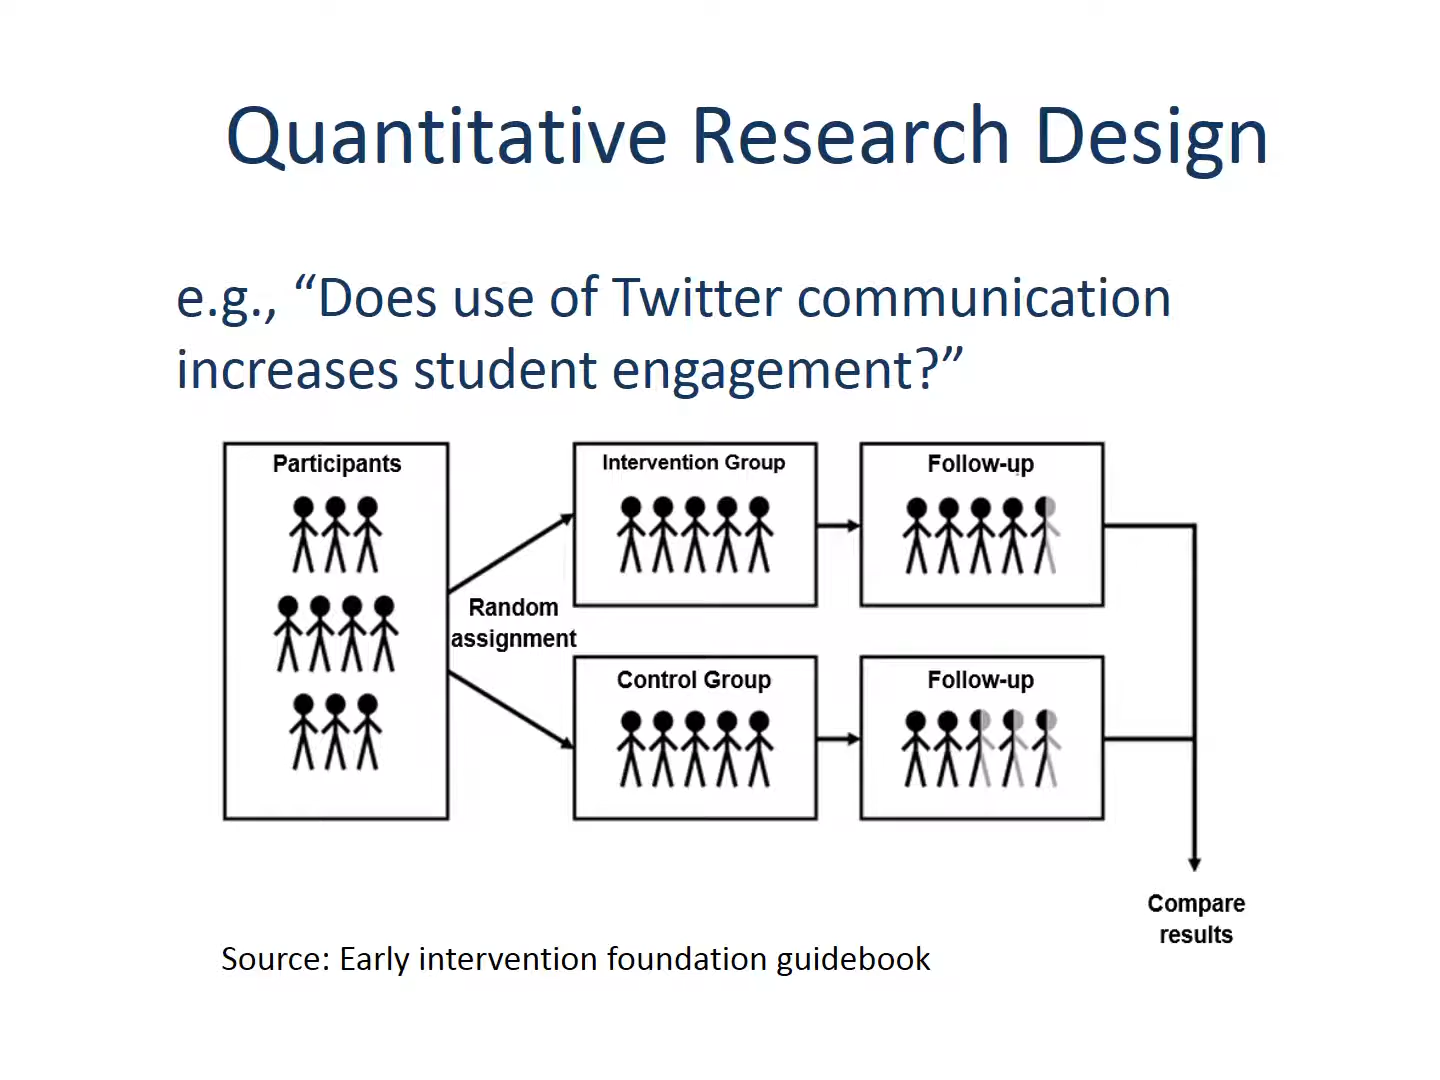 Quantitative Research Design
e.g., “Does use of Twitter communication
increases student engagement?”
Participants
Random
assignment
Intervention Group
Follow-up
Control Group
Follow-up
Compare
results
Source: Early intervention foundation guidebook